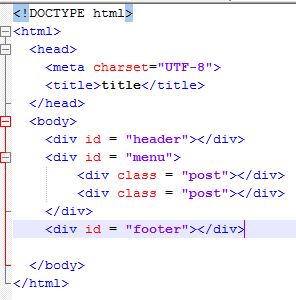 <!DOCTYPE html>
<html>
  <head>
    <meta charset="UTF-8">
    <title>title</title>
  </head>
  <body>
    <div id = "header"></div>
    <div id = "menu">
        <div class = "post"></div>
        <div class = "post"></div>
    </div>
    <div id = "footer"></div>

  </body>
</html>